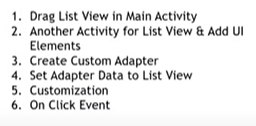 1. Drag List View in Main Activity
2. Another Activity for List View & Add UI
Elements
3. Create Custom Adapter
4. Set Adapter Data to List View
5. Customization
6. On Click Event